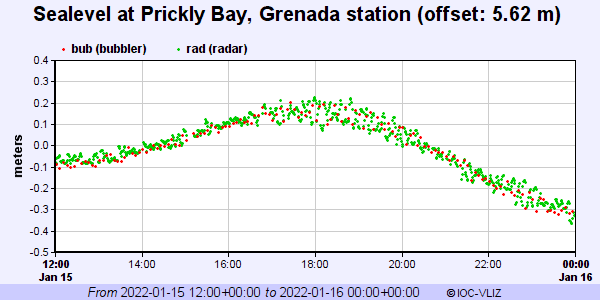 Sealevel at Prickly Bay, Grenada station (offset: 5.62 m)
bub (bubbler) rad (radar)
0.4
0.3
0.2
0.1
0.0
-0.1
-0.2
-0.3
-0.4
-0.5
meters
12:00 14:00 16:00 18:00 20:00 22:00 00:00
Jan 15 Jan 16
From 2022-01-15 12:00+00:00 to 2022-01-16 00:00+00:00 © IOC-VLIZ